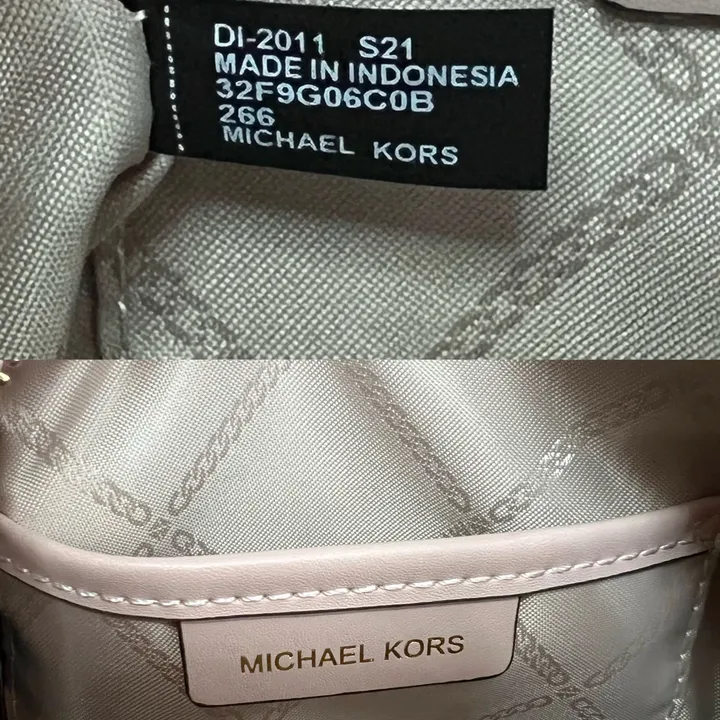 DI-2011 S21
MADE IN INDONESIA
32F9G06C0B
266
MICHAEL KORS
MICHAEL KORS